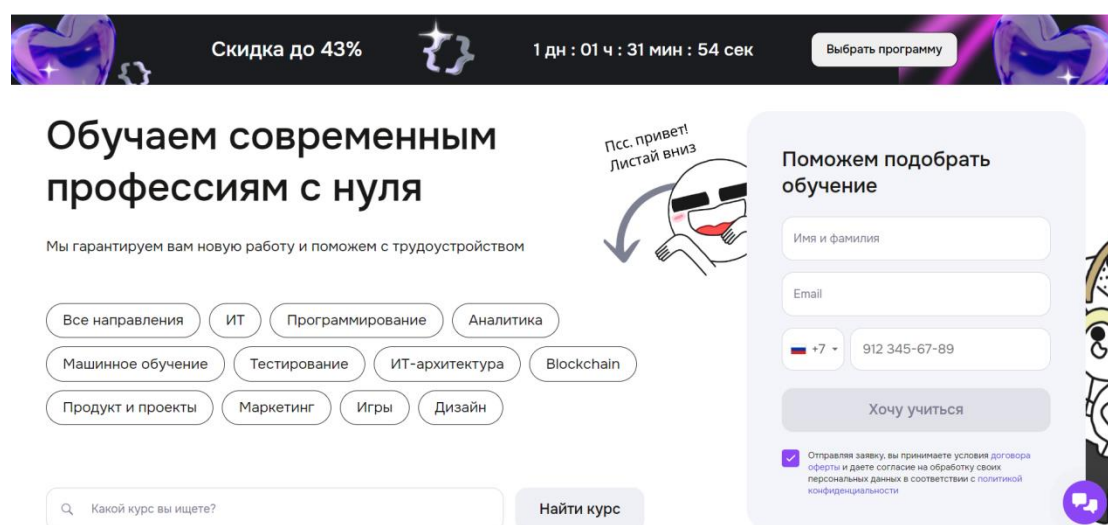 Скидка до 43%
1 дн : 01 ч : 31 мин : 54 сек
Выбрать программу
Обучаем современным
профессиям с нуля
Мы гарантируем вам новую работу и поможем с трудоустройством
Псс. привет!
Листай вниз
Все направления
ИТ
Программирование
Аналитика
Машинное обучение
Тестирование
ИТ-архитектура
Blockchain
Продукт и проекты
Маркетинг
Игры
Дизайн
Какой курс вы ищете?
Найти курс
Поможем подобрать
обучение
Имя и фамилия
Email
+7
912 345-67-89
Хочу учиться
Отправляя заявку, вы принимаете условия договора
оферты и даете согласие на обработку своих
персональных данных в соответствии с политикой
конфиденциальности